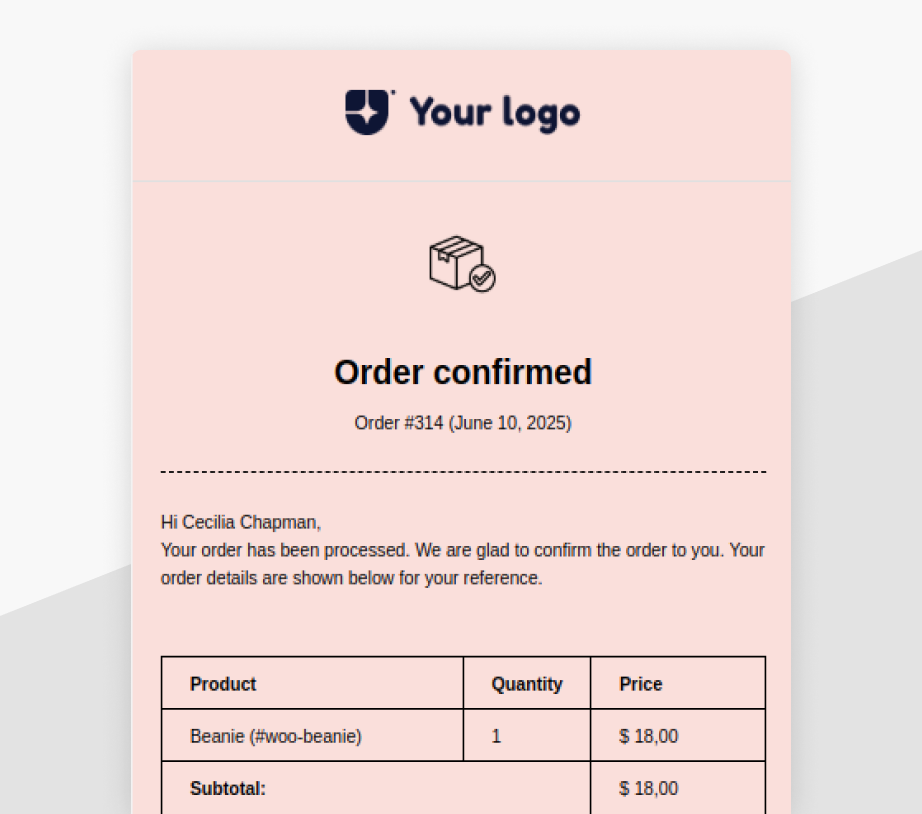 Your logo
Order confirmed
Order #314 (June 10, 2025)
Hi Cecilia Chapman,
Your order has been processed. We are glad to confirm the order to you. Your
order details are shown below for your reference.
Product Quantity Price
Beanie (#woo-beanie) 1 $ 18,00
Subtotal: $ 18,00